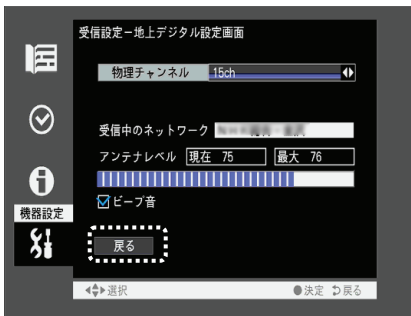 受信設定－地上デジタル設定画面
物理チャンネル 15ch
受信中のネットワーク
アンテナレベル 現在 75 最大 76
ビープ音
機器設定
戻る
選択 決定 戻る